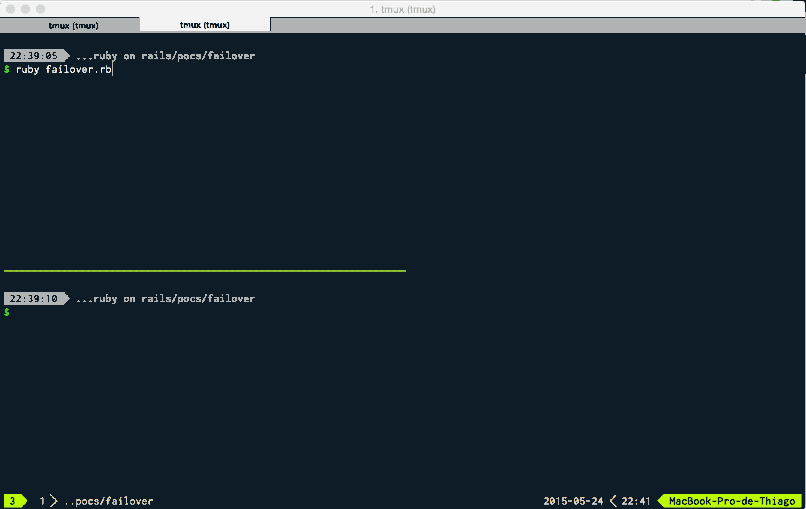 1. tmux (tmux)
tmux (tmux) tmux (tmux)
22:39:05 ...ruby on rails/pocs/failover
$ ruby failover.rb
22:39:10 ...ruby on rails/pocs/failover
$
3 1 ..pocs/failover 2015-05-24 22:41 MacBook-Pro-de-Thiago